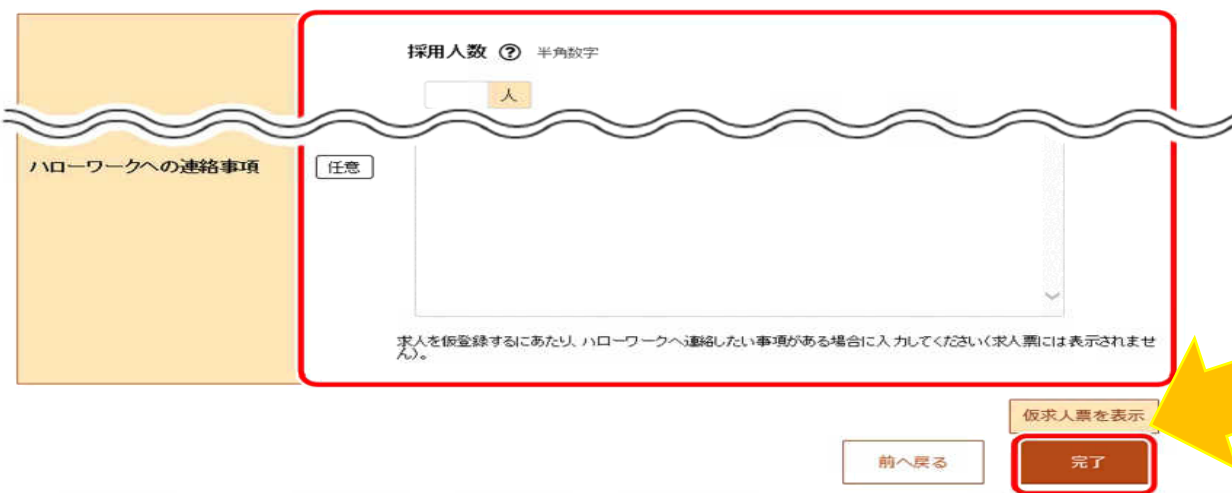 採用人数 ? 半角数字
人
ハローワークへの連絡事項 任意
求人を仮登録するにあたり、ハローワークへ連絡したい事項がある場合に入力してください（求人票には表示されませ
ん）。
仮求人票を表示
前へ戻る 完了